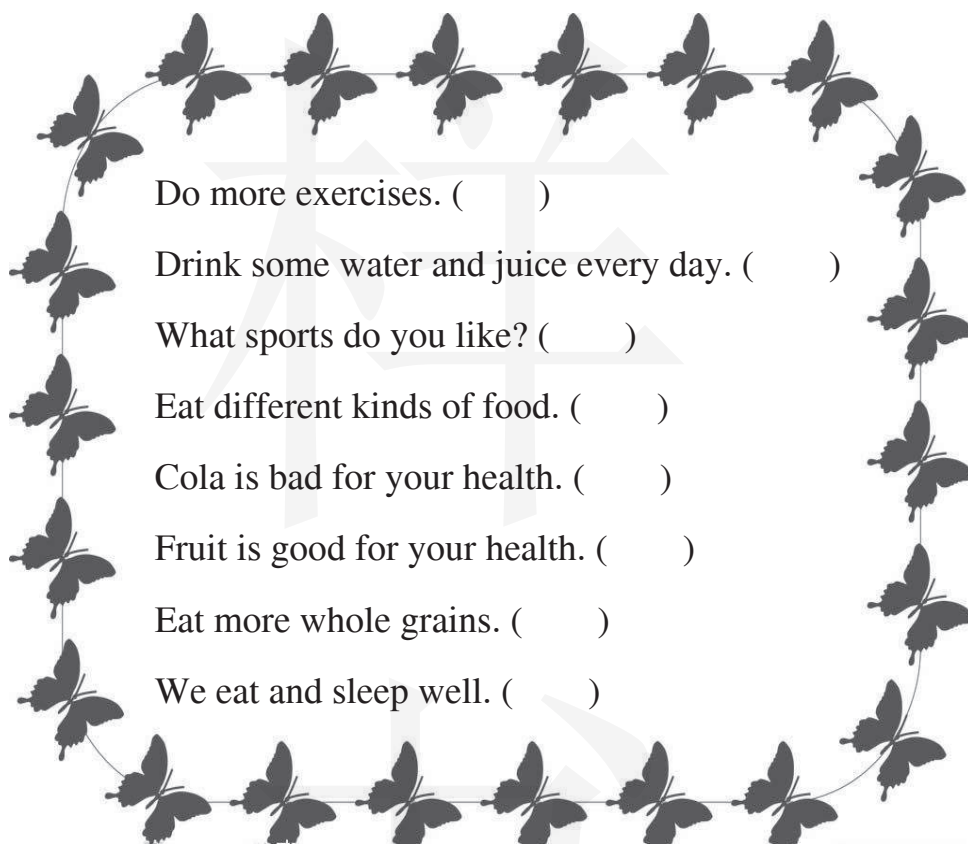 Do more exercises. (      )
Drink some water and juice every day. (      )
What sports do you like? (      )
Eat different kinds of food. (      )
Cola is bad for your health. (      )
Fruit is good for your health. (      )
Eat more whole grains. (      )
We eat and sleep well. (      )